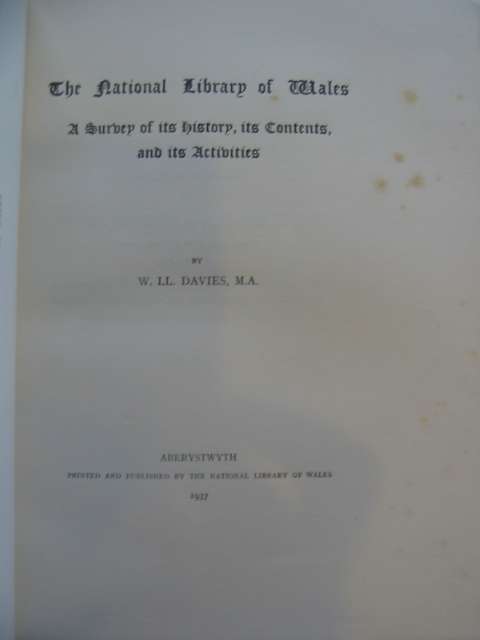 The National Library of Wales
A Survey of its History, its Contents,
and its Activities
BY
W. LL. DAVIES, M.A.
ABERYSTWYTH
PRINTED AND PUBLISHED BY THE NATIONAL LIBRARY OF WALES
1937